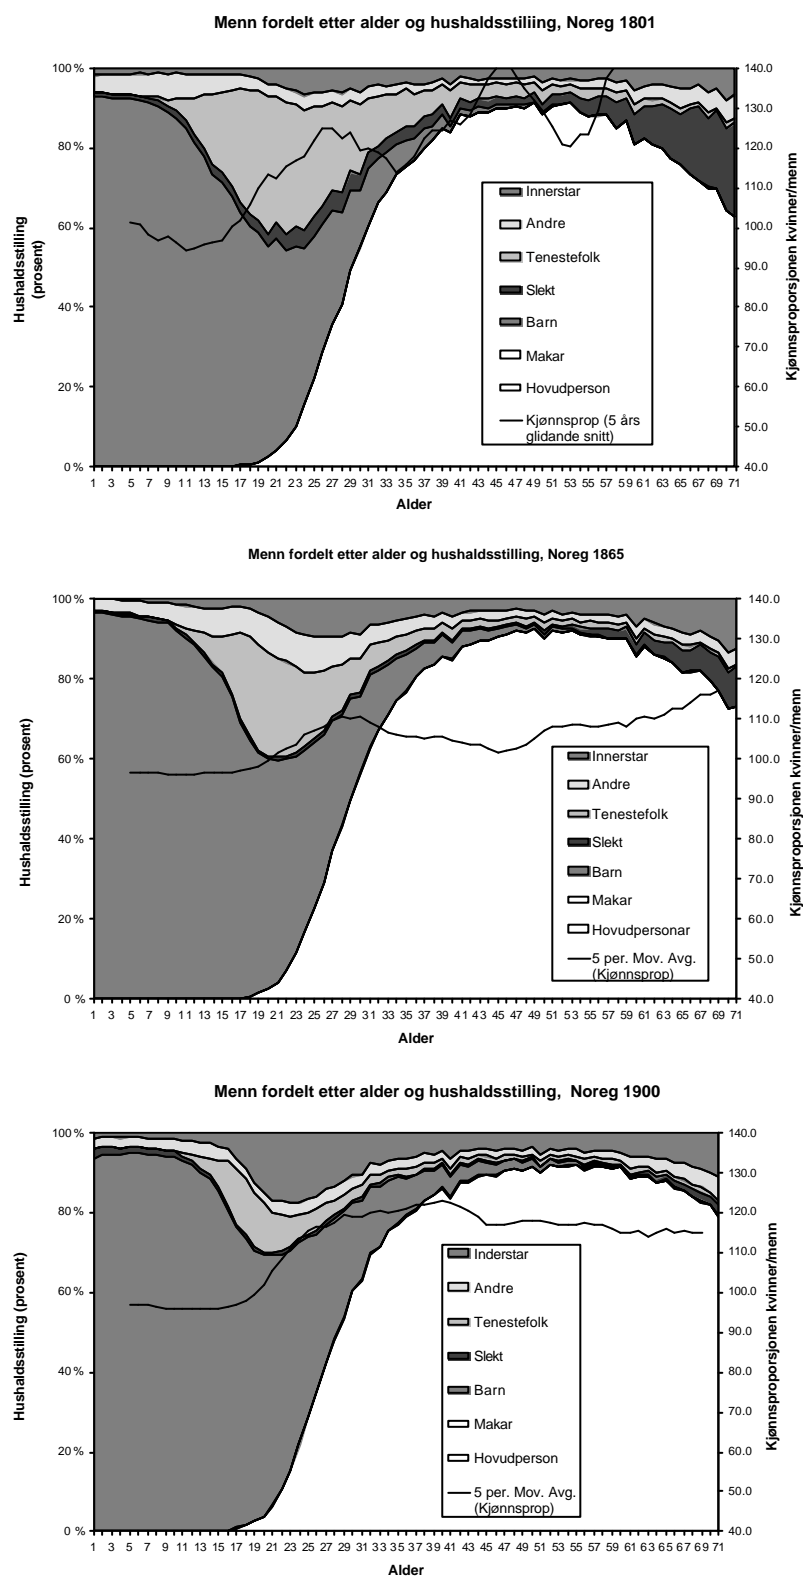 Menn fordelt etter alder og hushaldsstiliing, Noreg 1801
Hushaldsstilling
(prosent)
100%
80%
60%
40%
20%
0%
140.0
130.0
120.0
110.0
100.0
90.0
80.0
70.0
60.0
50.0
40.0
Kjønnsproporsjonen kvinner/menn
Innerstar
Andre
Tenestefolk
Slekt
Barn
Makar
Hovudperson
Kjønnsprop (5 års
glidande snitt)
1 3 5 7 9 11 13 15 17 19 21 23 25 27 29 31 33 35 37 39 41 43 45 47 49 51 53 55 57 59 61 63 65 67 69 71
Alder
Menn fordelt etter alder og hushaldsstilling, Noreg 1865
Hushaldsstilling (prosent)
100%
80%
60%
40%
20%
0%
140.0
130.0
120.0
110.0
100.0
90.0
80.0
70.0
60.0
50.0
40.0
Kjønnsproporsjonen kvinner/menn
Innerstar
Andre
Tenestefolk
Slekt
Barn
Makar
Hovudpersonar
5 per. Mov. Avg.
(Kjønnsprop)
1 3 5 7 9 11 13 15 17 19 21 23 25 27 29 31 33 35 37 39 41 43 45 47 49 51 53 55 57 59 61 63 65 67 69 71
Alder
Menn fordelt etter alder og hushaldsstilling, Noreg 1900
Hushaldsstilling (prosent)
100%
80%
60%
40%
20%
0%
140.0
130.0
120.0
110.0
100.0
90.0
80.0
70.0
60.0
50.0
40.0
Kjønnsproporsjonen kvinner/menn
Inderstar
Andre
Tenestefolk
Slekt
Barn
Makar
Hovudperson
5 per. Mov. Avg.
(Kjønnsprop)
1 3 5 7 9 11 13 15 17 19 21 23 25 27 29 31 33 35 37 39 41 43 45 47 49 51 53 55 57 59 61 63 65 67 69 71
Alder